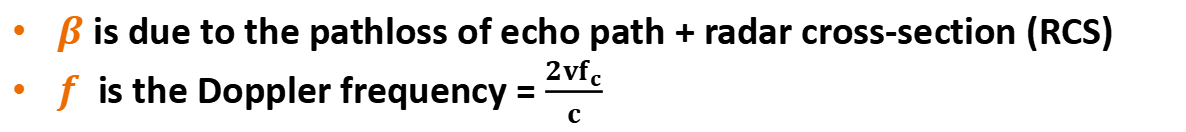 • β is due to the pathloss of echo path + radar cross-section (RCS)
• f is the Doppler frequency = 2vf_c / c